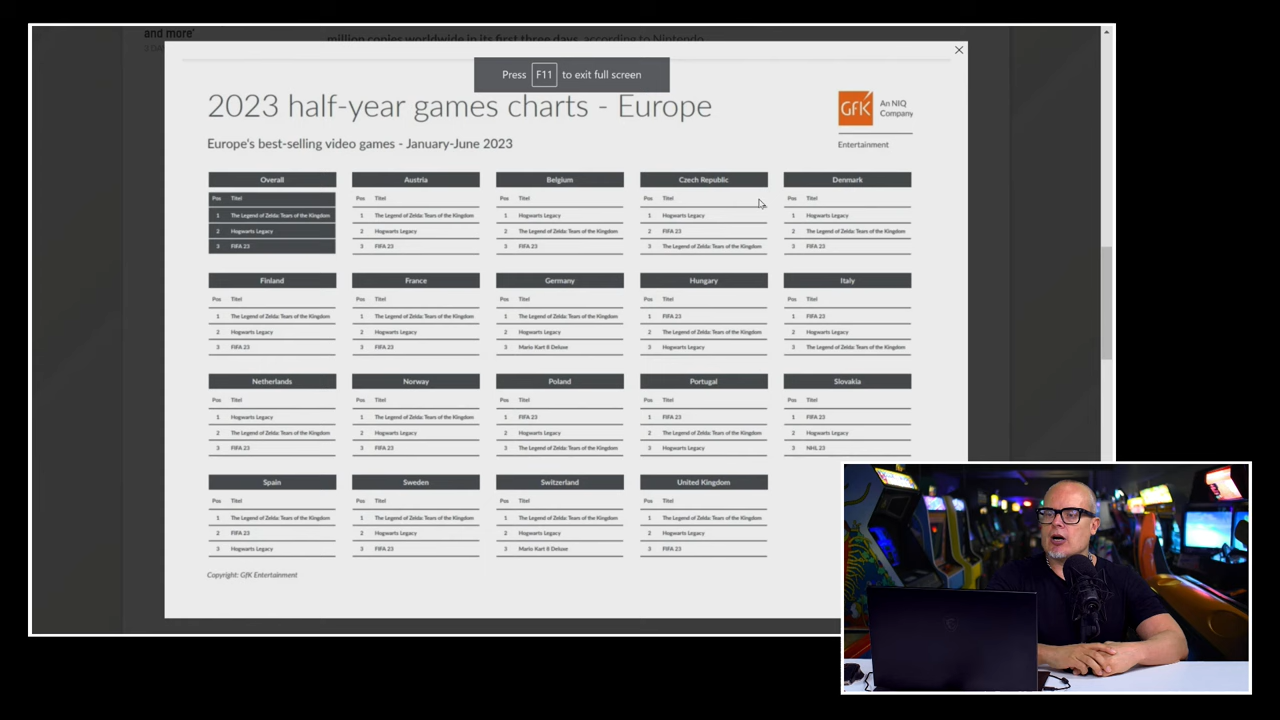 and more'
million copies worldwide in its first three days, according to Nintendo
Press F11 to exit full screen
2023 half-year games charts - Europe
GfK An NIQ Company
Entertainment
Europe's best-selling video games - January-June 2023
Overall
Pos Titel
1 The Legend of Zelda: Tears of the Kingdom
2 Hogwarts Legacy
3 FIFA 23
Austria
Pos Titel
1 The Legend of Zelda: Tears of the Kingdom
2 Hogwarts Legacy
3 FIFA 23
Belgium
Pos Titel
1 Hogwarts Legacy
2 The Legend of Zelda: Tears of the Kingdom
3 FIFA 23
Czech Republic
Pos Titel
1 Hogwarts Legacy
2 FIFA 23
3 The Legend of Zelda: Tears of the Kingdom
Denmark
Pos Titel
1 Hogwarts Legacy
2 The Legend of Zelda: Tears of the Kingdom
3 FIFA 23
Finland
Pos Titel
1 The Legend of Zelda: Tears of the Kingdom
2 Hogwarts Legacy
3 FIFA 23
France
Pos Titel
1 The Legend of Zelda: Tears of the Kingdom
2 Hogwarts Legacy
3 FIFA 23
Germany
Pos Titel
1 The Legend of Zelda: Tears of the Kingdom
2 Hogwarts Legacy
3 Mario Kart 8 Deluxe
Hungary
Pos Titel
1 FIFA 23
2 The Legend of Zelda: Tears of the Kingdom
3 Hogwarts Legacy
Italy
Pos Titel
1 FIFA 23
2 Hogwarts Legacy
3 The Legend of Zelda: Tears of the Kingdom
Netherlands
Pos Titel
1 Hogwarts Legacy
2 The Legend of Zelda: Tears of the Kingdom
3 FIFA 23
Norway
Pos Titel
1 The Legend of Zelda: Tears of the Kingdom
2 Hogwarts Legacy
3 FIFA 23
Poland
Pos Titel
1 FIFA 23
2 Hogwarts Legacy
3 The Legend of Zelda: Tears of the Kingdom
Portugal
Pos Titel
1 FIFA 23
2 The Legend of Zelda: Tears of the Kingdom
3 Hogwarts Legacy
Slovakia
Pos Titel
1 FIFA 23
2 Hogwarts Legacy
3 NHL 23
Spain
Pos Titel
1 The Legend of Zelda: Tears of the Kingdom
2 FIFA 23
3 Hogwarts Legacy
Sweden
Pos Titel
1 The Legend of Zelda: Tears of the Kingdom
2 Hogwarts Legacy
3 FIFA 23
Switzerland
Pos Titel
1 The Legend of Zelda: Tears of the Kingdom
2 Hogwarts Legacy
3 Mario Kart 8 Deluxe
United Kingdom
Pos Titel
1 The Legend of Zelda: Tears of the Kingdom
2 Hogwarts Legacy
3 FIFA 23
Copyright: GfK Entertainment